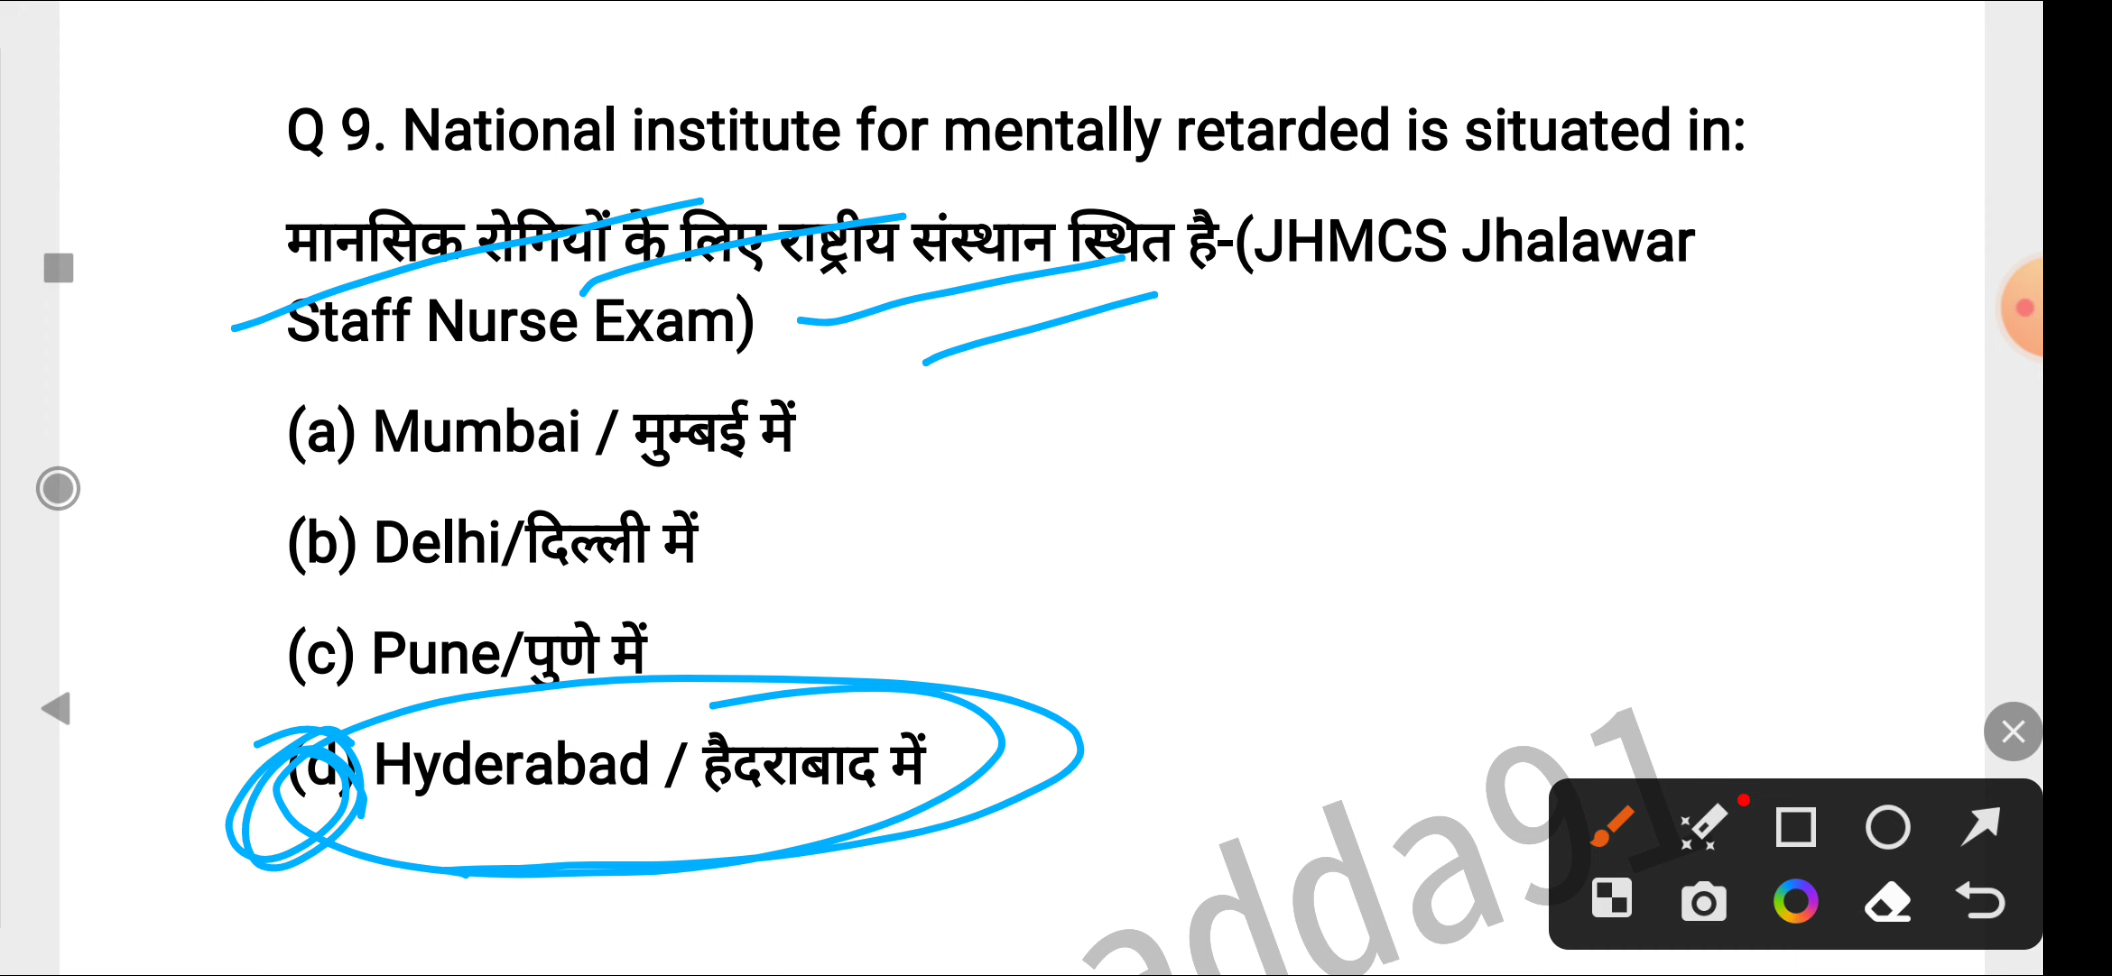 Q 9. National institute for mentally retarded is situated in:
मानसिक रोगियों के लिए राष्ट्रीय संस्थान स्थित है-(JHMCS Jhalawar
Staff Nurse Exam)
(a) Mumbai / मुम्बई में
(b) Delhi/दिल्ली में
(c) Pune/पुणे में
(d) Hyderabad / हैदराबाद में
adda91